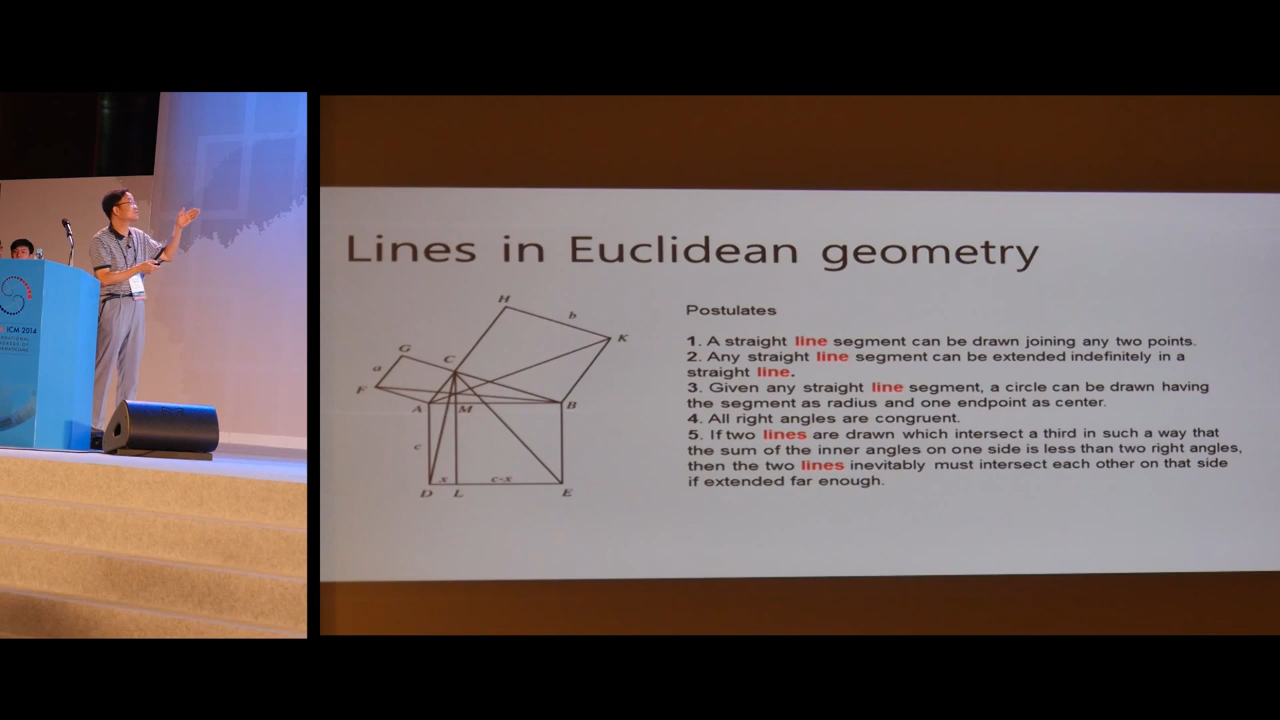 Lines in Euclidean geometry
H
b
K
G
C
a
F
A
M
B
c
x
c-x
D
L
E
Postulates
1. A straight line segment can be drawn joining any two points.
2. Any straight line segment can be extended indefinitely in a
straight line.
3. Given any straight line segment, a circle can be drawn having
the segment as radius and one endpoint as center.
4. All right angles are congruent.
5. If two lines are drawn which intersect a third in such a way that
the sum of the inner angles on one side is less than two right angles,
then the two lines inevitably must intersect each other on that side
if extended far enough.
ICM 2014